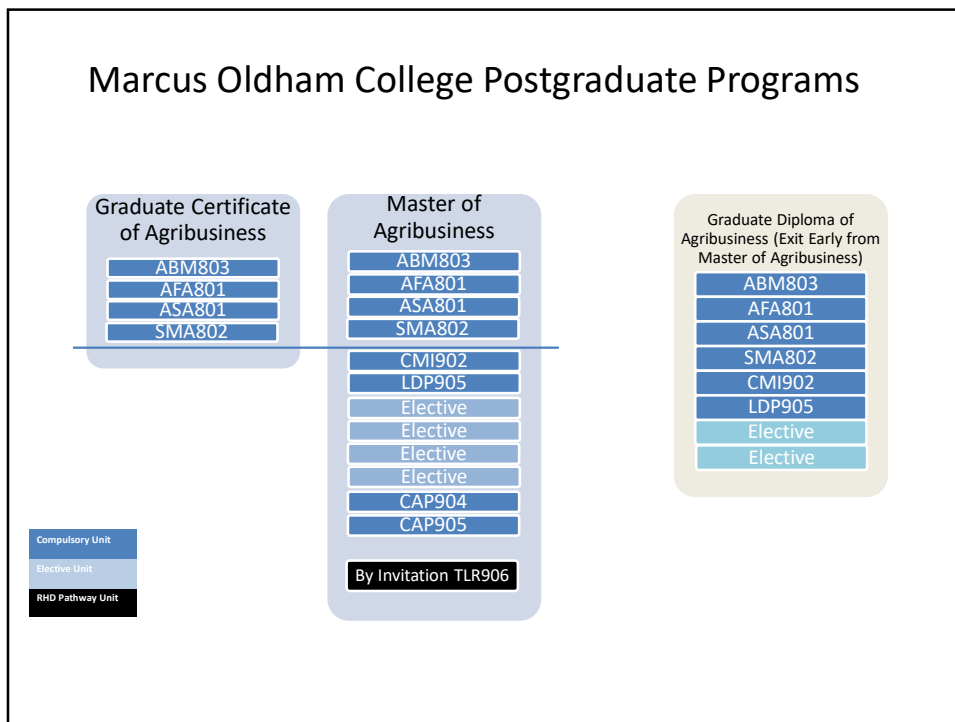 Marcus Oldham College Postgraduate Programs
Graduate Certificate
of Agribusiness
ABM803
AFA801
ASA801
SMA802
Master of
Agribusiness
ABM803
AFA801
ASA801
SMA802
CMI902
LDP905
Elective
Elective
Elective
Elective
CAP904
CAP905
By Invitation TLR906
Graduate Diploma of
Agribusiness (Exit Early from
Master of Agribusiness)
ABM803
AFA801
ASA801
SMA802
CMI902
LDP905
Elective
Elective
Compulsory Unit
Elective Unit
RHD Pathway Unit